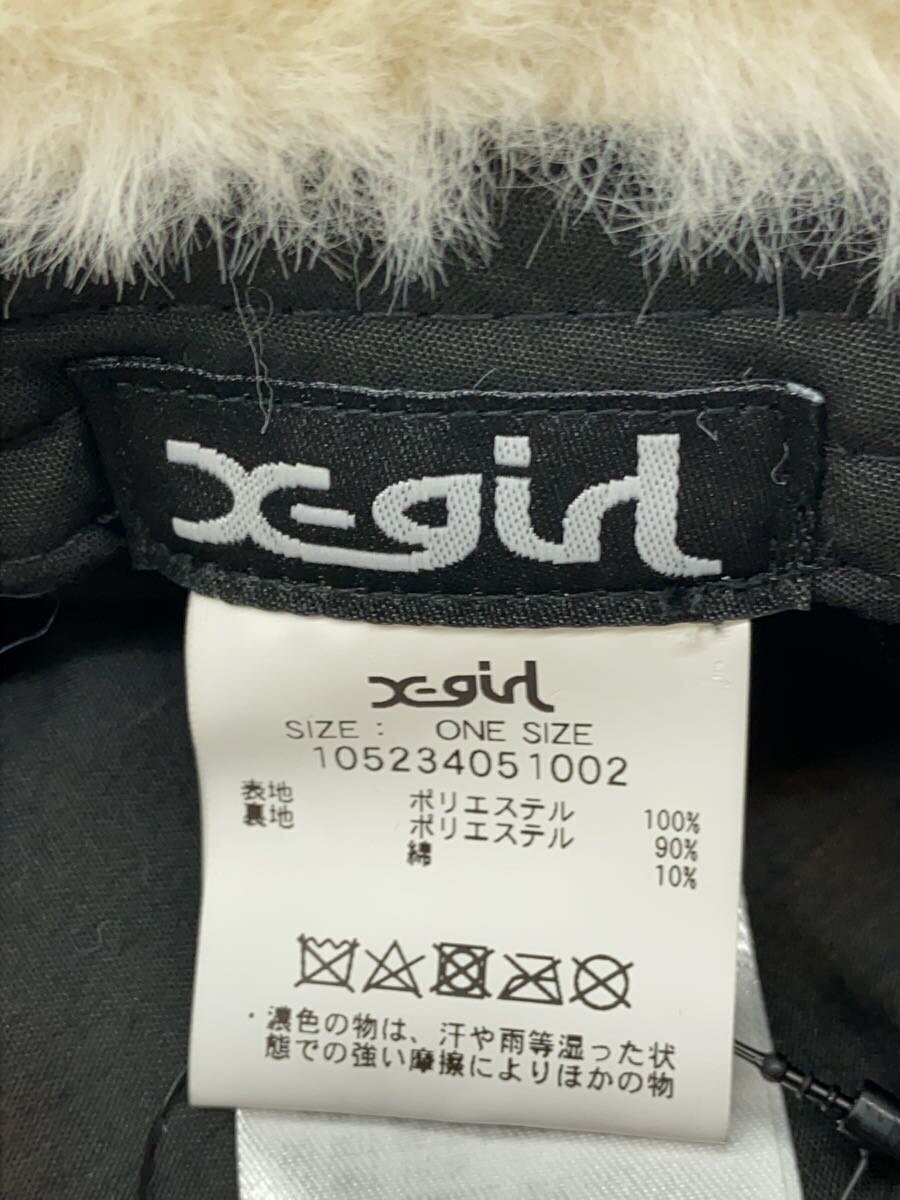 X-girl
X-girl
SIZE : ONE SIZE
105234051002
表地 ポリエステル 100%
裏地 ポリエステル 90%
綿 10%
・濃色の物は、汗や雨等湿った状
態での強い摩擦によりほかの物